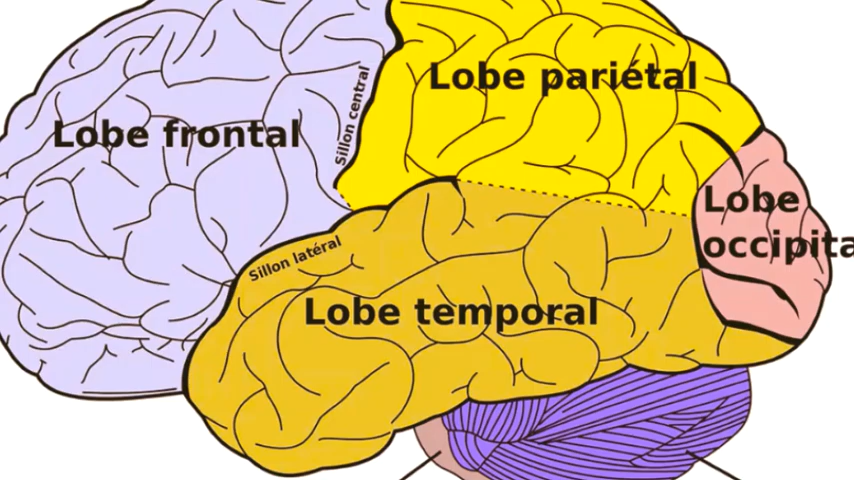 Lobe pariétal
Sillon central
Lobe frontal
Lobe
occipita
Sillon latéral
Lobe temporal